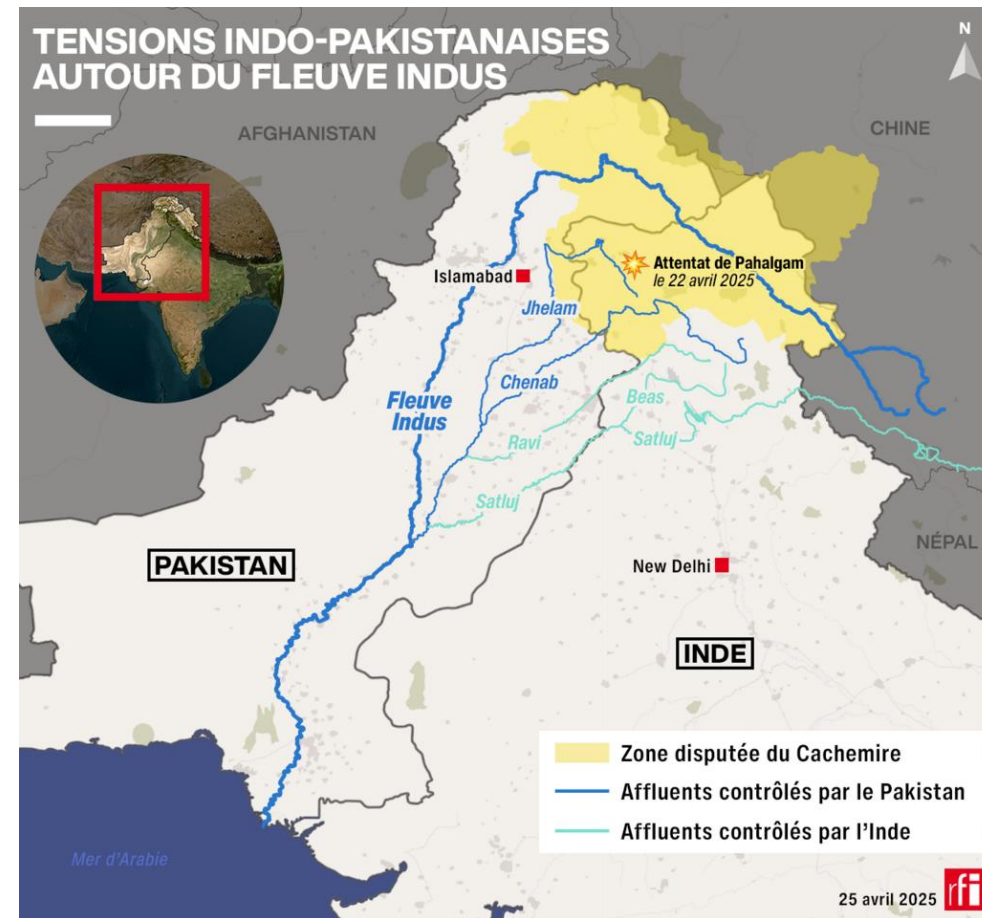 TENSIONS INDO-PAKISTANAISES
AUTOUR DU FLEUVE INDUS
N
AFGHANISTAN
CHINE
Attentat de Pahalgam
le 22 avril 2025
Islamabad
Jhelam
Chenab
Fleuve
Indus
Beas
Ravi
Satluj
Satluj
NÉPAL
PAKISTAN
New Delhi
INDE
Zone disputée du Cachemire
Affluents contrôlés par le Pakistan
Affluents contrôlés par l'Inde
Mer d'Arabie
25 avril 2025
rfi